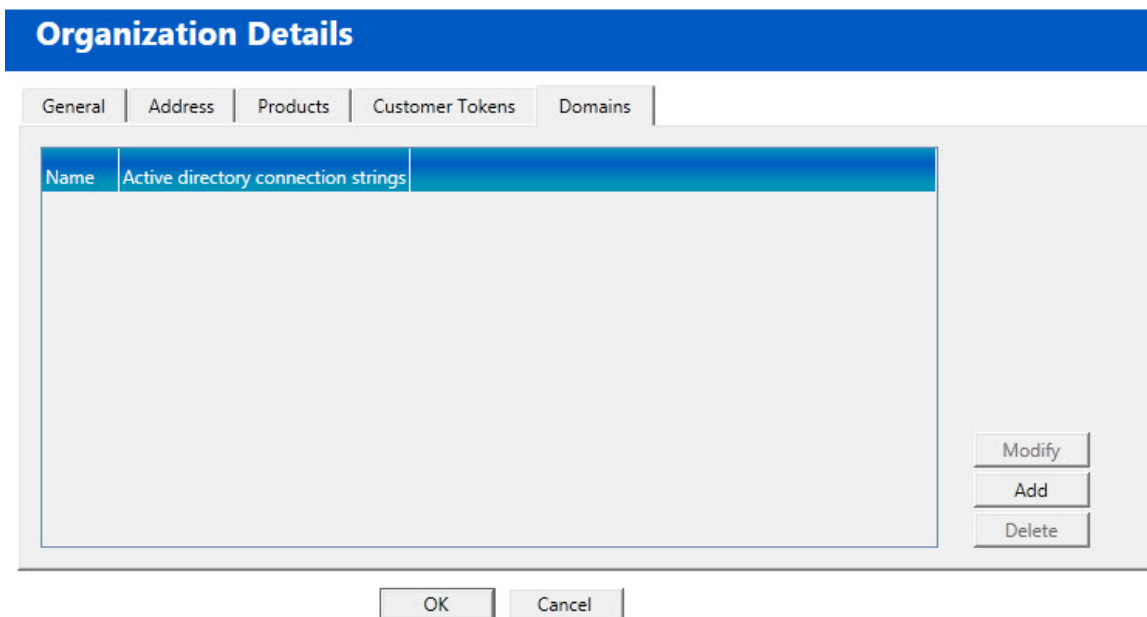 Organization Details
General Address Products Customer Tokens Domains
Name Active directory connection strings
Modify
Add
Delete
OK Cancel